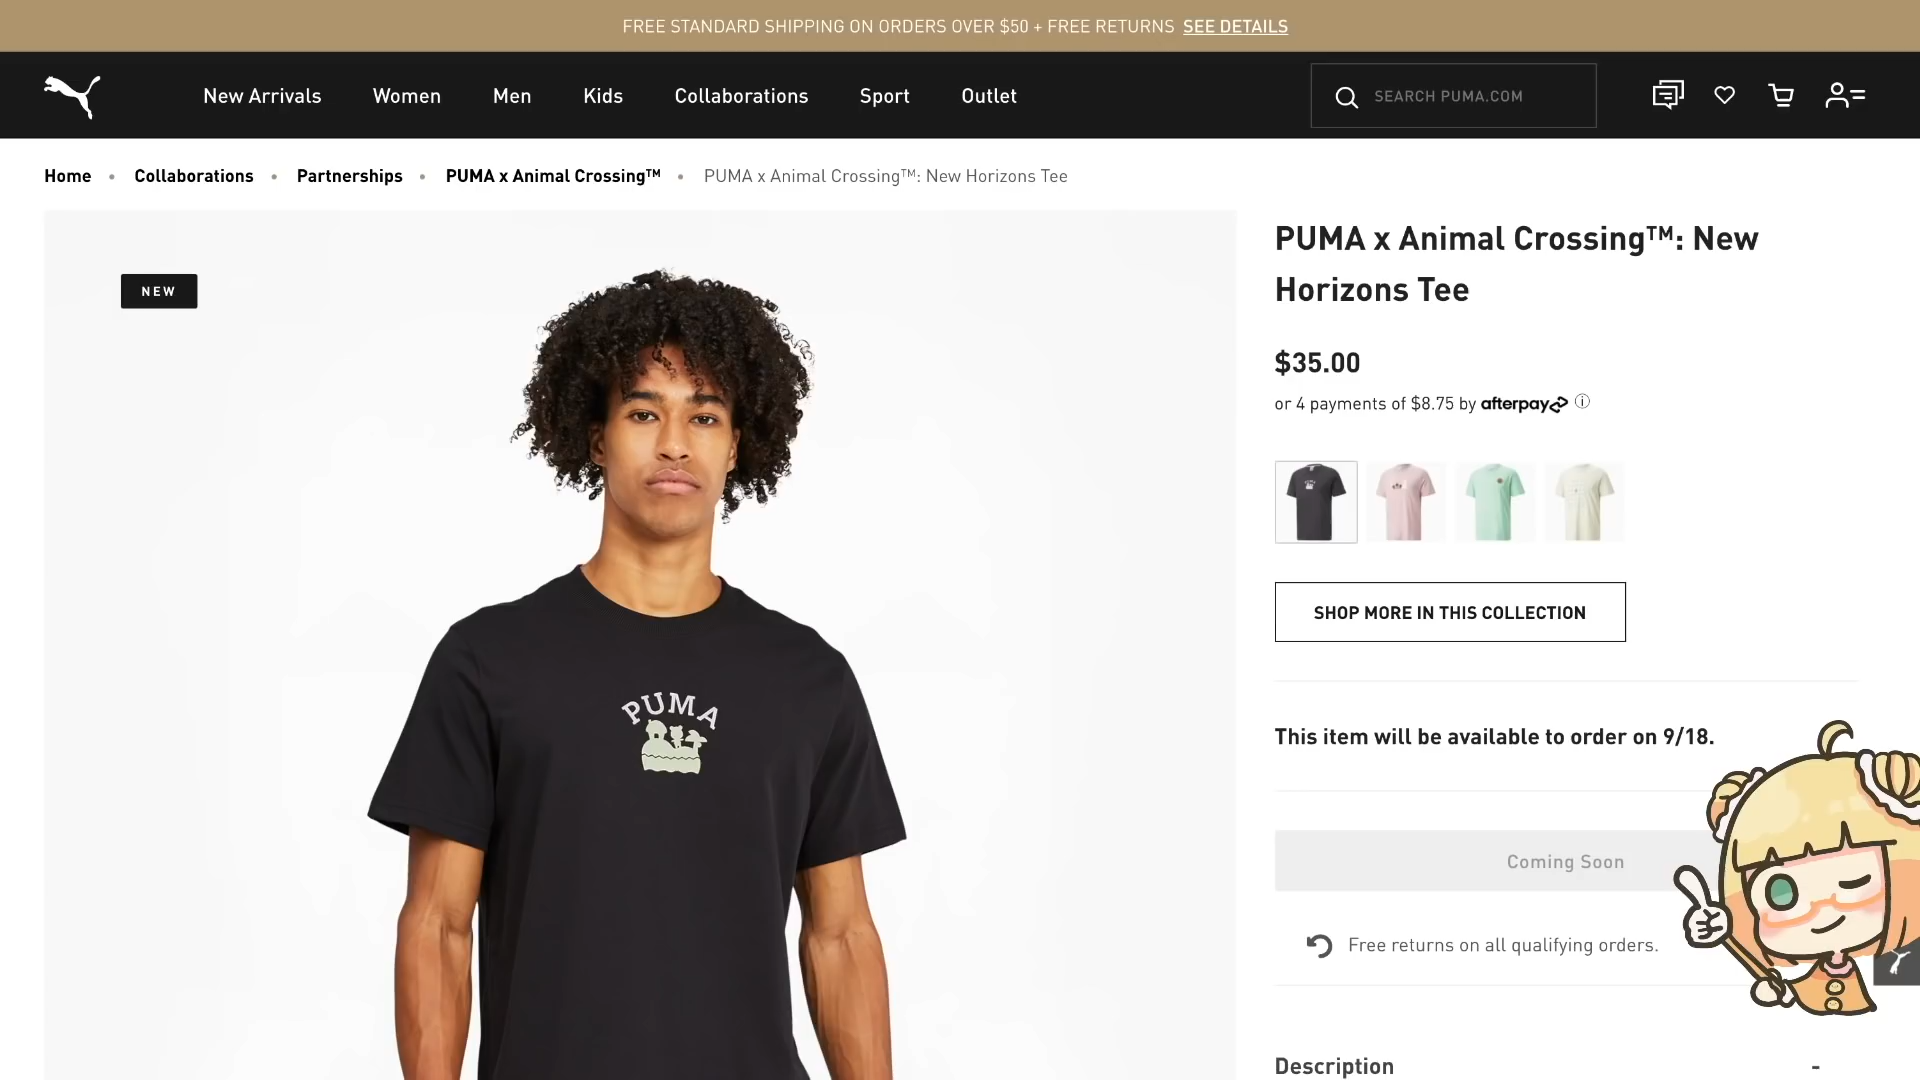 FREE STANDARD SHIPPING ON ORDERS OVER $50 + FREE RETURNS SEE DETAILS
New Arrivals Women Men Kids Collaborations Sport Outlet SEARCH PUMA.COM
Home • Collaborations • Partnerships • PUMA x Animal Crossing™ • PUMA x Animal Crossing™: New Horizons Tee
NEW
PUMA
PUMA x Animal Crossing™: New
Horizons Tee
$35.00
or 4 payments of $8.75 by afterpay
SHOP MORE IN THIS COLLECTION
This item will be available to order on 9/18.
Coming Soon
Free returns on all qualifying orders.
Description -